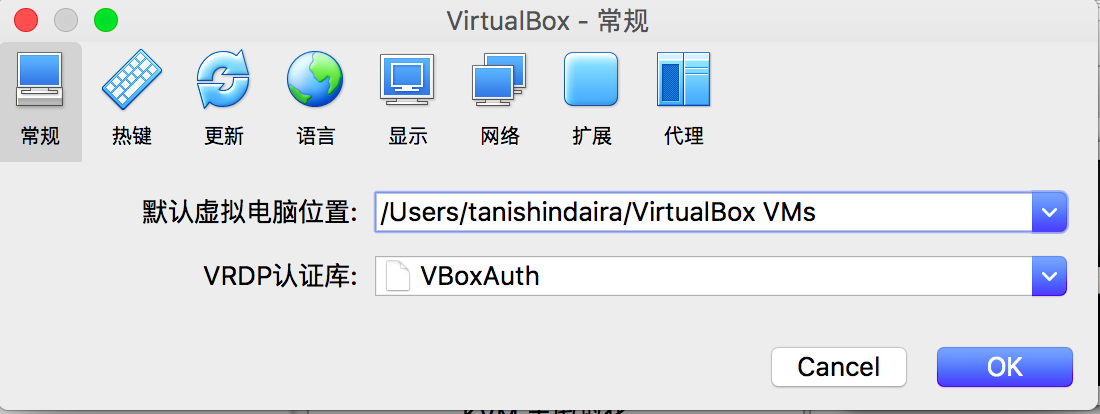 VirtualBox - 常规
常规 热键 更新 语言 显示 网络 扩展 代理
默认虚拟电脑位置: /Users/tanishindaira/VirtualBox VMs
VRDP认证库: VBoxAuth
Cancel OK